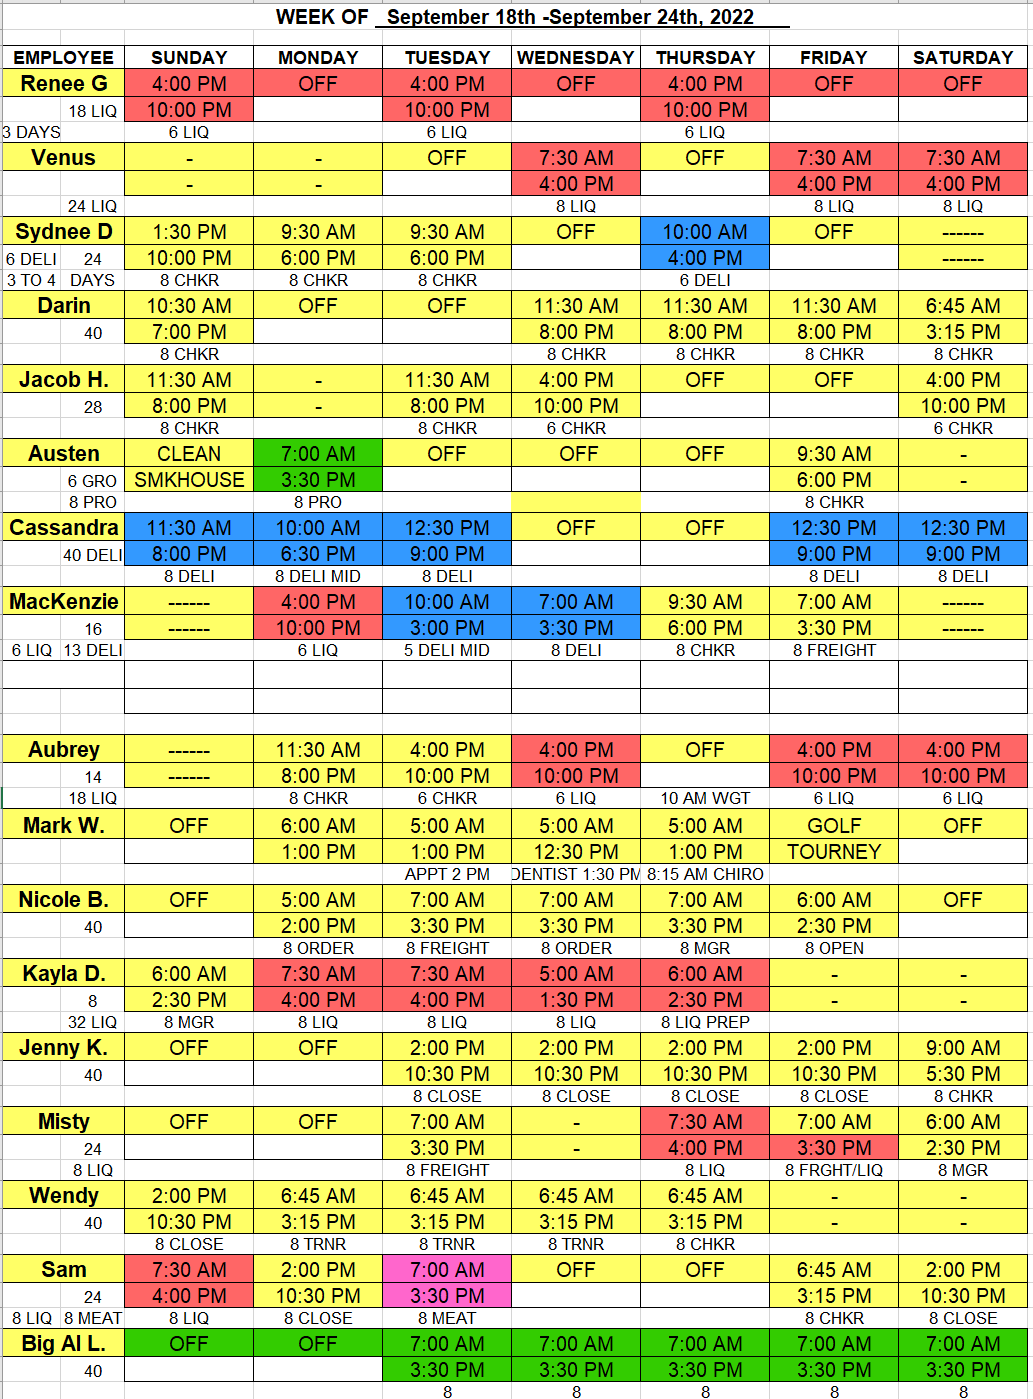 WEEK OF September 18th -September 24th, 2022
EMPLOYEE SUNDAY MONDAY TUESDAY WEDNESDAY THURSDAY FRIDAY SATURDAY
Renee G 4:00 PM OFF 4:00 PM OFF 4:00 PM OFF OFF
18 LIQ 10:00 PM 10:00 PM 10:00 PM
3 DAYS 6 LIQ 6 LIQ 6 LIQ
Venus - - OFF 7:30 AM OFF 7:30 AM 7:30 AM
- - 4:00 PM 4:00 PM 4:00 PM
24 LIQ 8 LIQ 8 LIQ 8 LIQ
Sydnee D 1:30 PM 9:30 AM 9:30 AM OFF 10:00 AM OFF ------
6 DELI 24 10:00 PM 6:00 PM 6:00 PM 4:00 PM ------
3 TO 4 DAYS 8 CHKR 8 CHKR 8 CHKR 6 DELI
Darin 10:30 AM OFF OFF 11:30 AM 11:30 AM 11:30 AM 6:45 AM
40 7:00 PM 8:00 PM 8:00 PM 8:00 PM 3:15 PM
8 CHKR 8 CHKR 8 CHKR 8 CHKR 8 CHKR
Jacob H. 11:30 AM - 11:30 AM 4:00 PM OFF OFF 4:00 PM
28 8:00 PM - 8:00 PM 10:00 PM 10:00 PM
8 CHKR 8 CHKR 6 CHKR 6 CHKR
Austen CLEAN 7:00 AM OFF OFF OFF 9:30 AM -
6 GRO SMKHOUSE 3:30 PM 6:00 PM -
8 PRO 8 PRO 8 CHKR
Cassandra 11:30 AM 10:00 AM 12:30 PM OFF OFF 12:30 PM 12:30 PM
40 DELI 8:00 PM 6:30 PM 9:00 PM 9:00 PM 9:00 PM
8 DELI 8 DELI MID 8 DELI 8 DELI 8 DELI
MacKenzie ------ 4:00 PM 10:00 AM 7:00 AM 9:30 AM 7:00 AM ------
16 ------ 10:00 PM 3:00 PM 3:30 PM 6:00 PM 3:30 PM ------
6 LIQ 13 DELI 6 LIQ 5 DELI MID 8 DELI 8 CHKR 8 FREIGHT
Aubrey ------ 11:30 AM 4:00 PM 4:00 PM OFF 4:00 PM 4:00 PM
14 ------ 8:00 PM 10:00 PM 10:00 PM 10:00 PM 10:00 PM
18 LIQ 8 CHKR 6 CHKR 6 LIQ 10 AM WGT 6 LIQ 6 LIQ
Mark W. OFF 6:00 AM 5:00 AM 5:00 AM 5:00 AM GOLF OFF
1:00 PM 1:00 PM 12:30 PM 1:00 PM TOURNEY
APPT 2 PM DENTIST 1:30 PM 8:15 AM CHIRO
Nicole B. OFF 5:00 AM 7:00 AM 7:00 AM 7:00 AM 6:00 AM OFF
40 2:00 PM 3:30 PM 3:30 PM 3:30 PM 2:30 PM
8 ORDER 8 FREIGHT 8 ORDER 8 MGR 8 OPEN
Kayla D. 6:00 AM 7:30 AM 7:30 AM 5:00 AM 6:00 AM - -
8 2:30 PM 4:00 PM 4:00 PM 1:30 PM 2:30 PM - -
32 LIQ 8 MGR 8 LIQ 8 LIQ 8 LIQ 8 LIQ PREP
Jenny K. OFF OFF 2:00 PM 2:00 PM 2:00 PM 2:00 PM 9:00 AM
40 10:30 PM 10:30 PM 10:30 PM 10:30 PM 5:30 PM
8 CLOSE 8 CLOSE 8 CLOSE 8 CLOSE 8 CHKR
Misty OFF OFF 7:00 AM - 7:30 AM 7:00 AM 6:00 AM
24 3:30 PM - 4:00 PM 3:30 PM 2:30 PM
8 LIQ 8 FREIGHT 8 LIQ 8 FRGHT/LIQ 8 MGR
Wendy 2:00 PM 6:45 AM 6:45 AM 6:45 AM 6:45 AM - -
40 10:30 PM 3:15 PM 3:15 PM 3:15 PM 3:15 PM - -
8 CLOSE 8 TRNR 8 TRNR 8 TRNR 8 CHKR
Sam 7:30 AM 2:00 PM 7:00 AM OFF OFF 6:45 AM 2:00 PM
24 4:00 PM 10:30 PM 3:30 PM 3:15 PM 10:30 PM
8 LIQ 8 MEAT 8 LIQ 8 CLOSE 8 MEAT 8 CHKR 8 CLOSE
Big Al L. OFF OFF 7:00 AM 7:00 AM 7:00 AM 7:00 AM 7:00 AM
40 3:30 PM 3:30 PM 3:30 PM 3:30 PM 3:30 PM
8 8 8 8 8